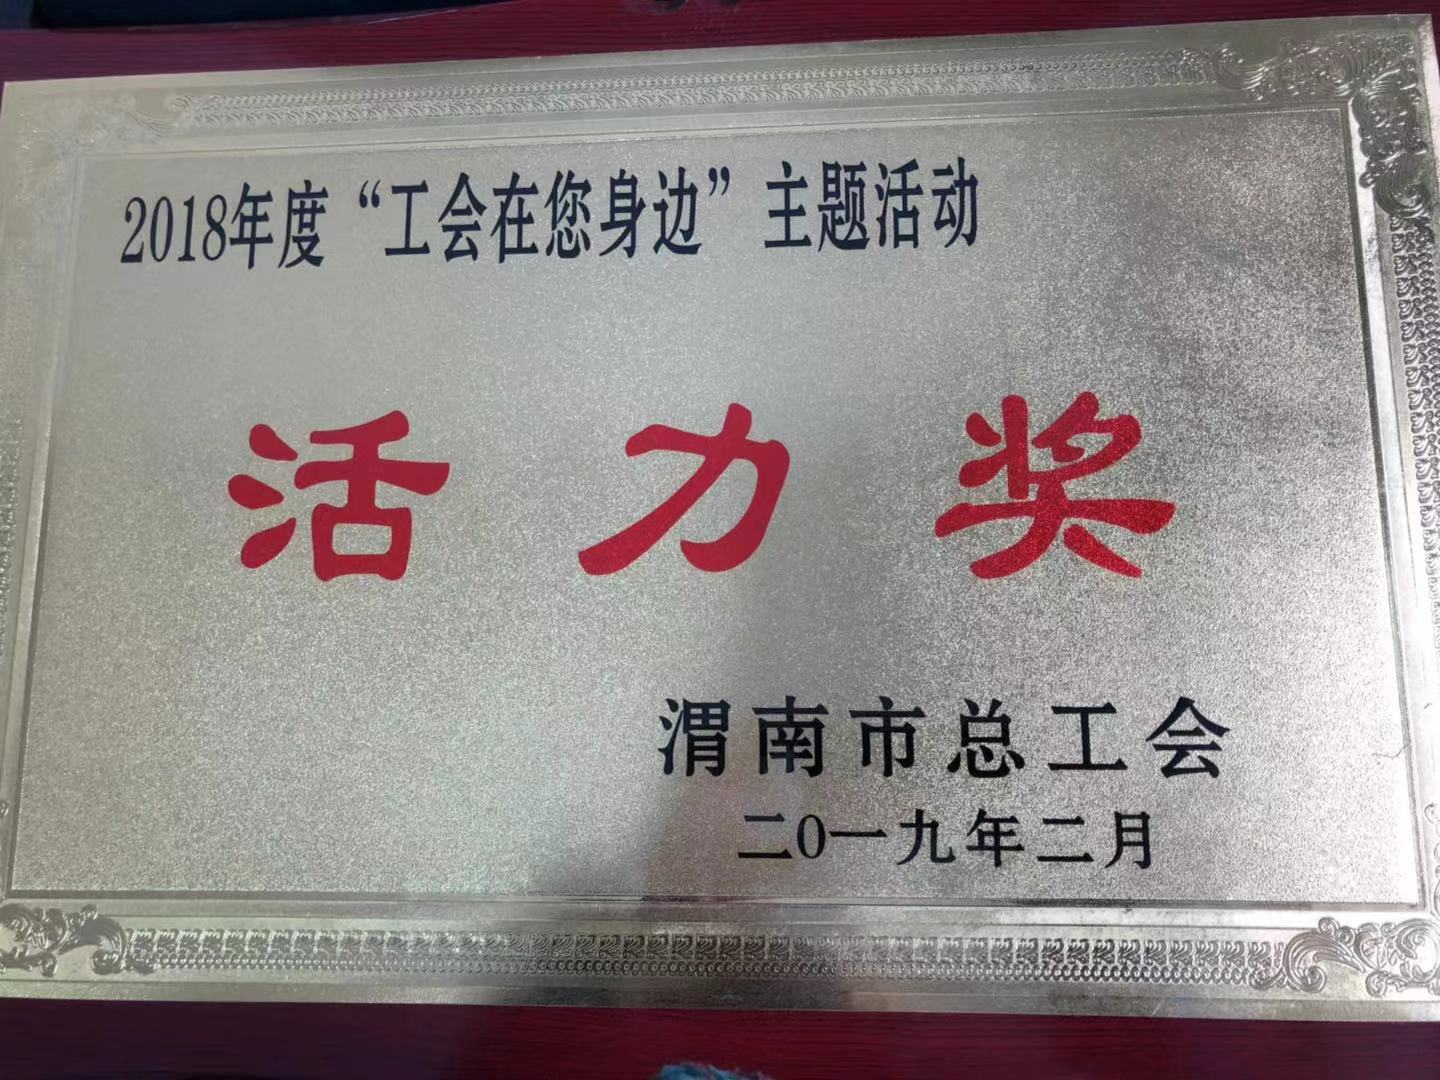 2018年度“工会在您身边”主题活动
活力奖
渭南市总工会
二〇一九年二月